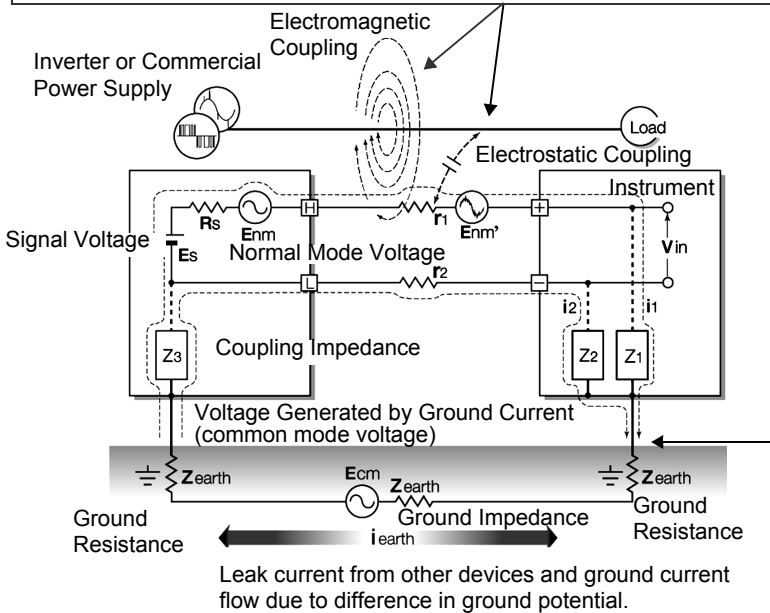 Electromagnetic
Coupling
Inverter or Commercial
Power Supply
Load
Electrostatic Coupling
Instrument
H
r1
+
Rs
Enm
Enm'
Signal Voltage
Es
Normal Mode Voltage
Vin
r2
L
−
i2
i1
Z3
Coupling Impedance
Z2
Z1
Voltage Generated by Ground Current
(common mode voltage)
Zearth
Ecm
Zearth
Zearth
Ground
Resistance
Ground Impedance
Ground
Resistance
iearth
Leak current from other devices and ground current
flow due to difference in ground potential.